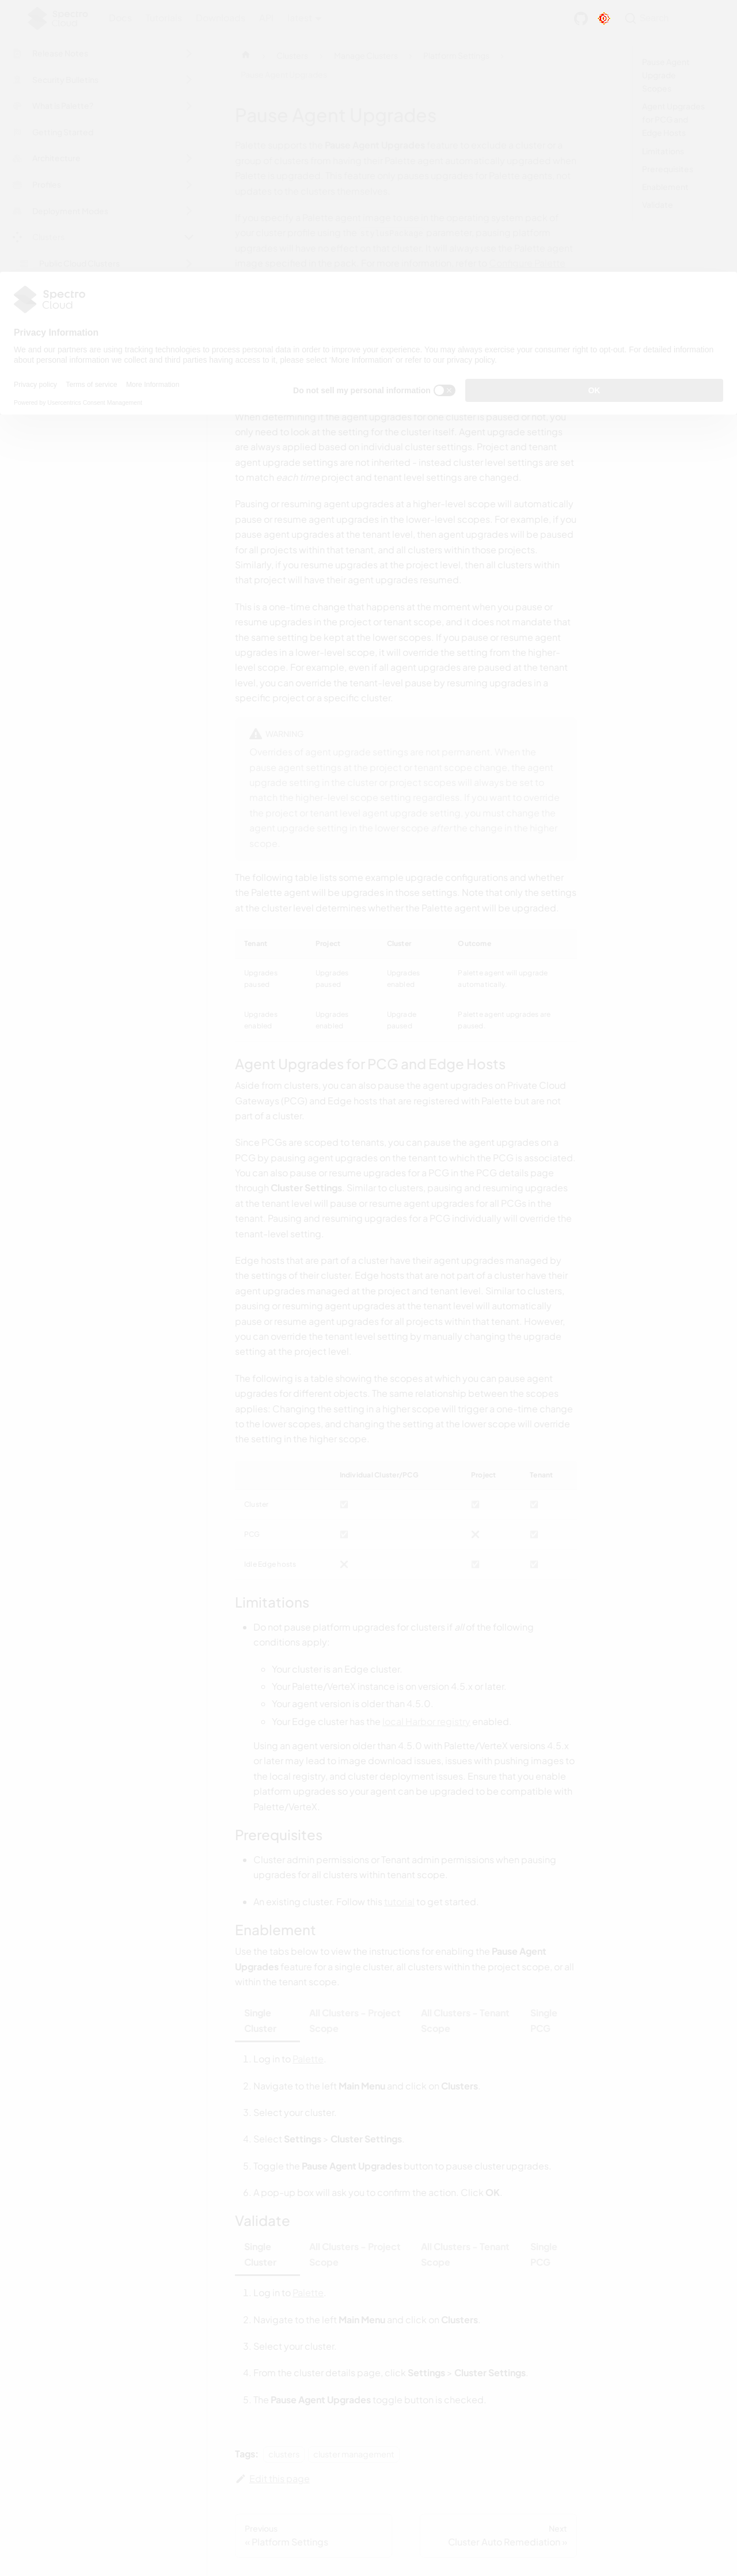 Pause Agent Upgrades
Pause Agent Upgrades
Spectro
Cloud
Privacy Information
We and our partners are using tracking technologies to process personal data in order to improve your experience. You may always exercise your consumer right to opt-out. For detailed information
about personal information we collect and third parties having access to it, please select 'More Information' or refer to our privacy policy.
Privacy policy Terms of service More Information
Do not sell my personal information
OK
Powered by Usercentrics Consent Management
When determining if the agent upgrades for one cluster is paused or not, you
only need to look at the setting for the cluster itself. Agent upgrade settings
are always applied based on individual cluster settings. Project and tenant
agent upgrade settings are not inherited - instead cluster level settings are set
to match each time project and tenant level settings are changed.
Pausing or resuming agent upgrades at a higher-level scope will automatically
pause or resume agent upgrades in the lower-level scopes. For example, if you
pause agent upgrades at the tenant level, then agent upgrades will be paused
for all projects within that tenant, and all clusters within those projects.
Similarly, if you resume upgrades at the project level, then all clusters within
that project will have their agent upgrades resumed.
This is a one-time change that happens at the moment when you pause or
resume upgrades in the project or tenant scope, and it does not mandate that
the same setting be kept at the lower scopes. If you pause or resume agent
upgrades in a lower-level scope, it will override the setting from the higher-
level scope. For example, even if all agent upgrades are paused at the tenant
level, you can override the tenant-level pause by resuming upgrades in a
specific project or a specific cluster.
WARNING
Overrides of agent upgrade settings are not permanent. When the
pause agent settings at the project or tenant scope change, the agent
upgrade setting in the cluster or project scopes will always be set to
match the higher-level scope setting regardless. If you want to override
the project or tenant level agent upgrade setting, you must change the
agent upgrade setting in the lower scope after the change in the higher
scope.
The following table lists some example upgrade configurations and whether
the Palette agent will be upgraded in those settings. Note that only the settings
at the cluster level determines whether the Palette agent will be upgraded.
Tenant Project Cluster Outcome
Upgrades paused Upgrades paused Upgrades enabled Palette agent will upgrade automatically.
Upgrades enabled Upgrades enabled Upgrade paused Palette agent upgrades are paused.
Agent Upgrades for PCG and Edge Hosts
Aside from clusters, you can also pause the agent upgrades on Private Cloud
Gateways (PCG) and Edge hosts that are registered with Palette but are not
part of a cluster.
Since PCGs are scoped to tenants, you can pause the agent upgrades on a
PCG by pausing agent upgrades on the tenant to which the PCG is associated.
You can also pause or resume upgrades for a PCG in the PCG details page
through Cluster Settings. Similar to clusters, pausing and resuming upgrades
at the tenant level will pause or resume agent upgrades for all PCGs in the
tenant. Pausing and resuming upgrades for a PCG individually will override the
tenant-level setting.
Edge hosts that are part of a cluster have their agent upgrades managed by
the settings of their cluster. Edge hosts that are not part of a cluster have their
agent upgrades managed at the project and tenant level. Similar to clusters,
pausing or resuming agent upgrades at the tenant level will automatically
pause or resume agent upgrades for all projects within that tenant. However,
you can override the tenant level setting by manually changing the upgrade
setting at the project level.
The following is a table showing the scopes at which you can pause agent
upgrades for different objects. The same relationship between the scopes
applies: Changing the setting in a higher scope will trigger a one-time change
to the lower scopes, and changing the setting at the lower scope will override
the setting in the higher scope.
Individual Cluster/PCG Project Tenant
Cluster
PCG
Idle Edge hosts
Limitations
Do not pause platform upgrades for clusters if all of the following
conditions apply:
Your cluster is an Edge cluster.
Your Palette/VerteX instance is on version 4.5.x or later.
Your agent version is older than 4.5.0.
Your Edge cluster has the local Harbor registry enabled.
Using an agent version older than 4.5.0 with Palette/VerteX versions 4.5.x
or later may lead to image download issues, issues with pushing images to
the local registry, and cluster deployment issues. Ensure that you enable
platform upgrades so your agent can be upgraded to be compatible with
Palette/VerteX.
Prerequisites
Cluster admin permissions or Tenant admin permissions when pausing
upgrades for all clusters within tenant scope.
An existing cluster. Follow this tutorial to get started.
Enablement
Use the tabs below to view the instructions for enabling the Pause Agent
Upgrades feature for a single cluster, all clusters within the project scope, or all
within the tenant scope.
Single Cluster All Clusters - Project Scope All Clusters - Tenant Scope Single PCG
1. Log in to Palette.
2. Navigate to the left Main Menu and click on Clusters.
3. Select your cluster.
4. Select Settings > Cluster Settings.
5. Toggle the Pause Agent Upgrades button to pause cluster upgrades.
6. A pop-up box will ask you to confirm the action. Click OK.
Validate
Single Cluster All Clusters - Project Scope All Clusters - Tenant Scope Single PCG
1. Log in to Palette.
2. Navigate to the left Main Menu and click on Clusters.
3. Select your cluster.
4. From the cluster details page, click Settings > Cluster Settings.
5. The Pause Agent Upgrades toggle button is checked.
Tags: clusters cluster management
Edit this page
Previous
« Platform Settings
Next
Cluster Auto Remediation »